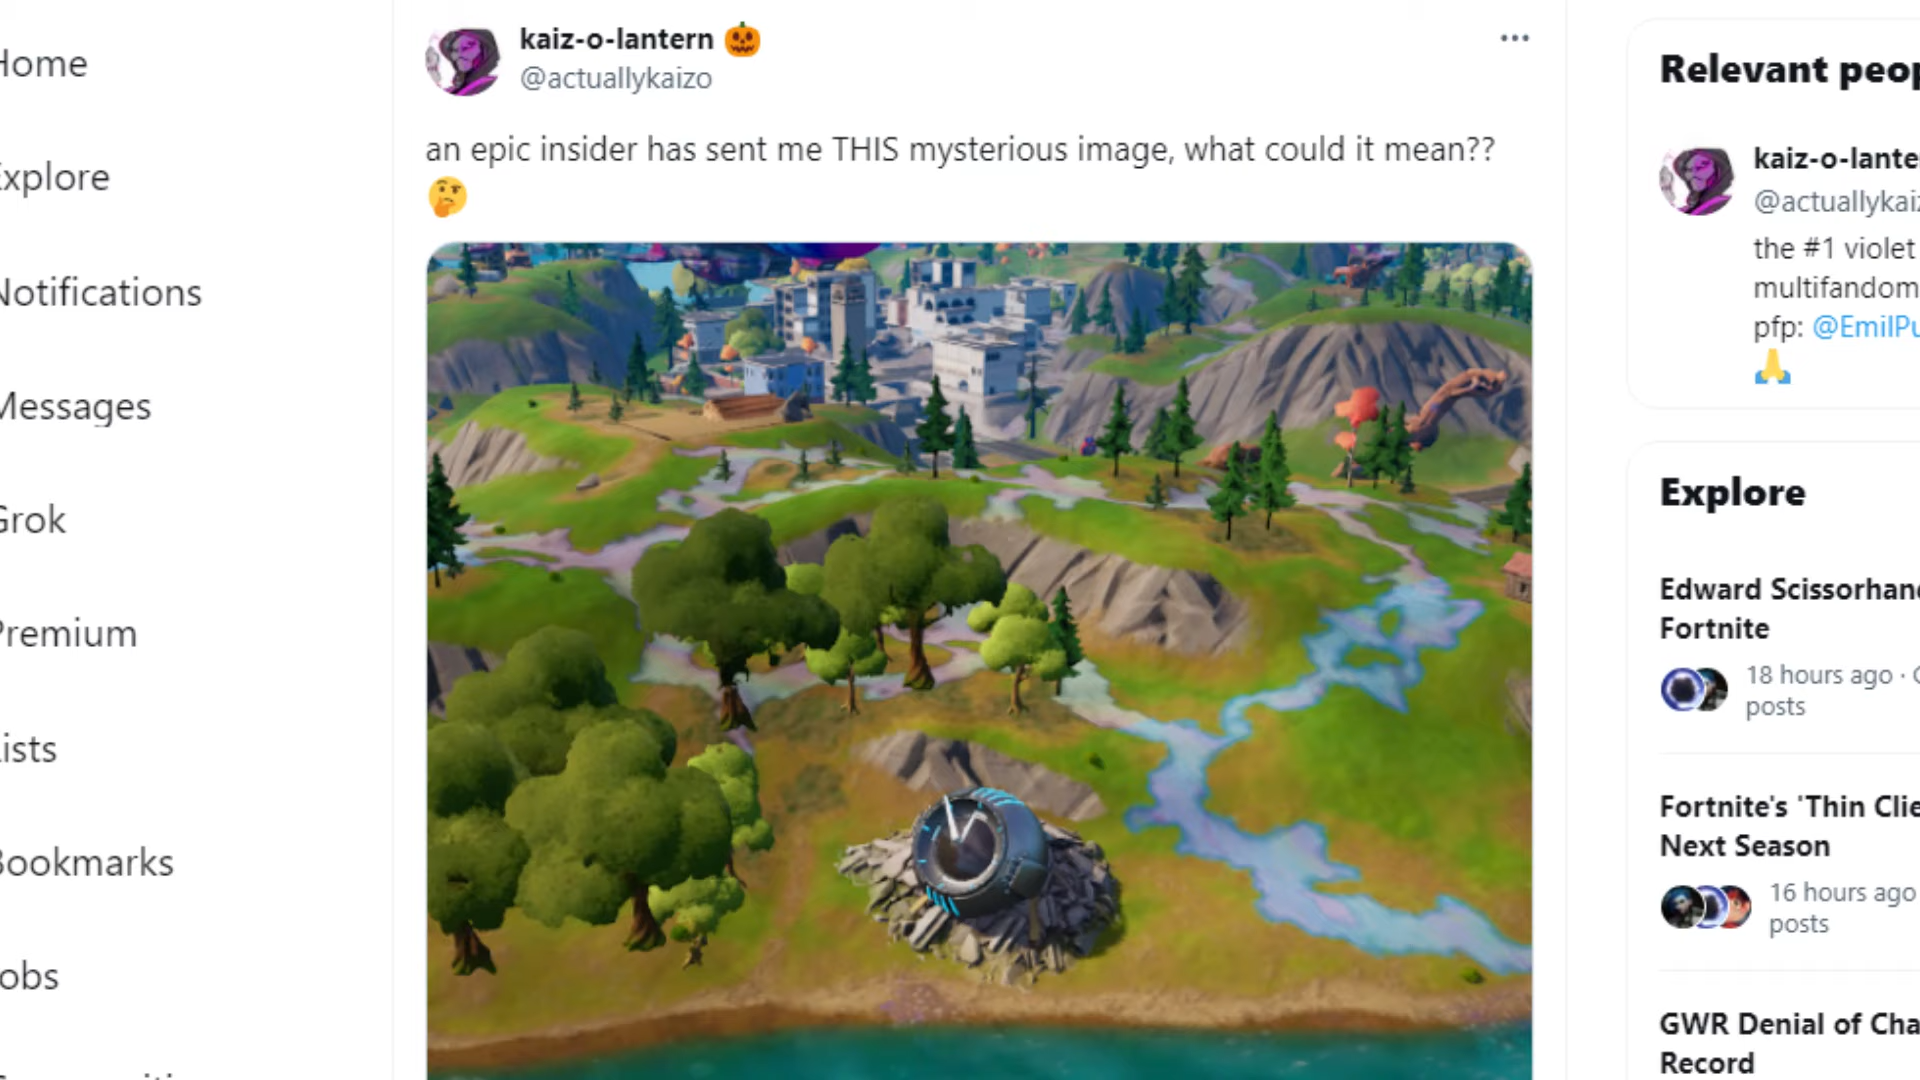 Home
Explore
Notifications
Messages
Grok
Premium
Lists
Bookmarks
Jobs
kaiz-o-lantern 🎃
@actuallykaizo
an epic insider has sent me THIS mysterious image, what could it mean??
🤔
Relevant peop
kaiz-o-lante
@actuallykaiz
the #1 violet
multifandom
pfp: @EmilPu
🙏
Explore
Edward Scissorhand
Fortnite
18 hours ago ·
posts
Fortnite's 'Thin Clie
Next Season
16 hours ago
posts
GWR Denial of Cha
Record